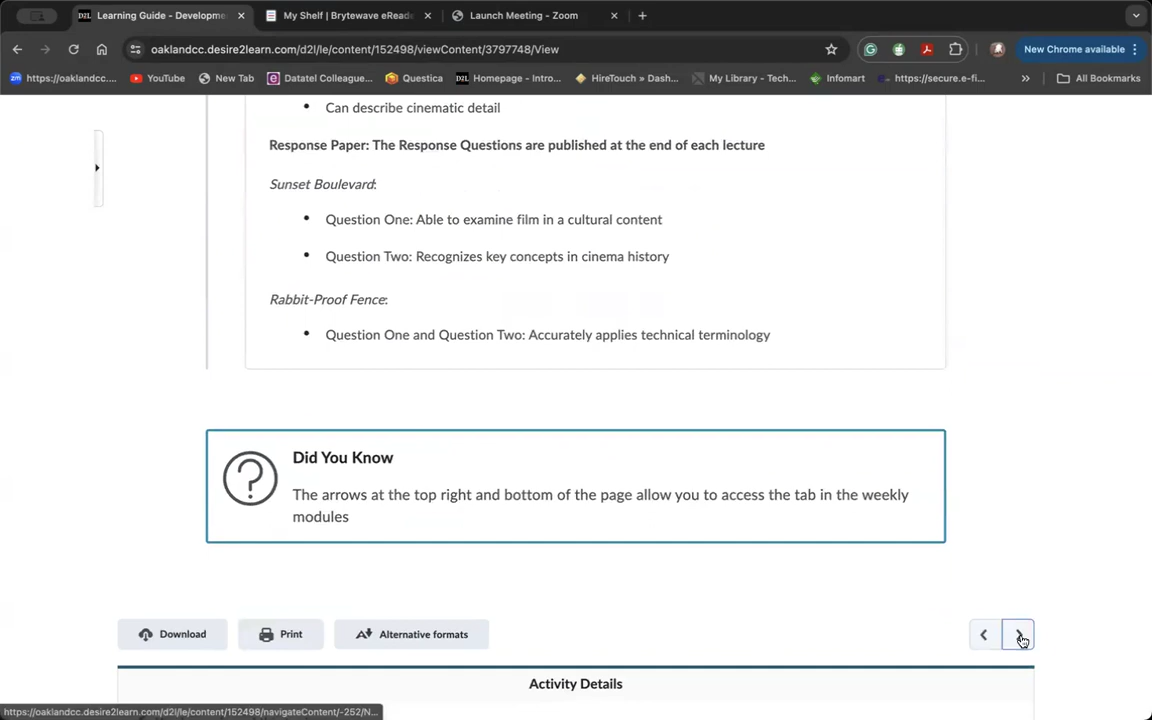 Learning Guide - Developme
My Shelf | Brytewave eRead
Launch Meeting - Zoom
oaklandcc.desire2learn.com/d2l/le/content/152498/viewContent/3797748/View
New Chrome available
https://oaklandcc....
YouTube
New Tab
Datatel Colleague...
Questica
D2L Homepage - Intro...
HireTouch » Dash...
My Library - Tech...
Infomart
https://secure.e-fi...
All Bookmarks
Can describe cinematic detail
Response Paper: The Response Questions are published at the end of each lecture
Sunset Boulevard:
Question One: Able to examine film in a cultural content
Question Two: Recognizes key concepts in cinema history
Rabbit-Proof Fence:
Question One and Question Two: Accurately applies technical terminology
Did You Know
The arrows at the top right and bottom of the page allow you to access the tab in the weekly
modules
Download
Print
Alternative formats
Activity Details
https://oaklandcc.desire2learn.com/d2l/le/content/152498/navigateContent/-252/N...